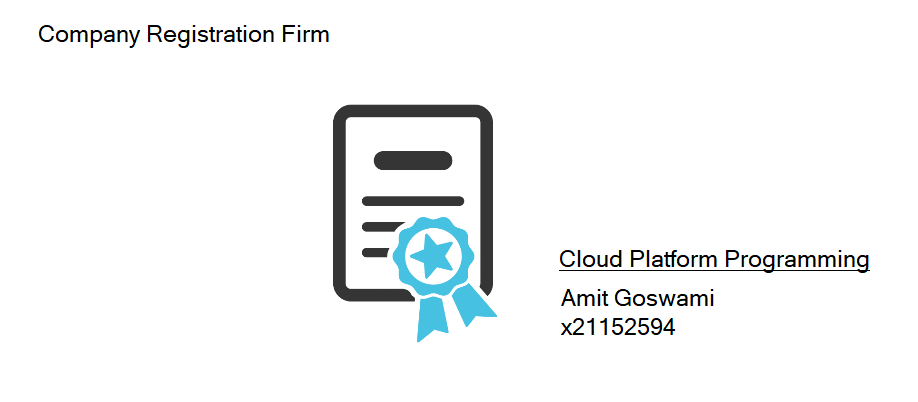 Company Registration Firm
Cloud Platform Programming
Amit Goswami
x21152594